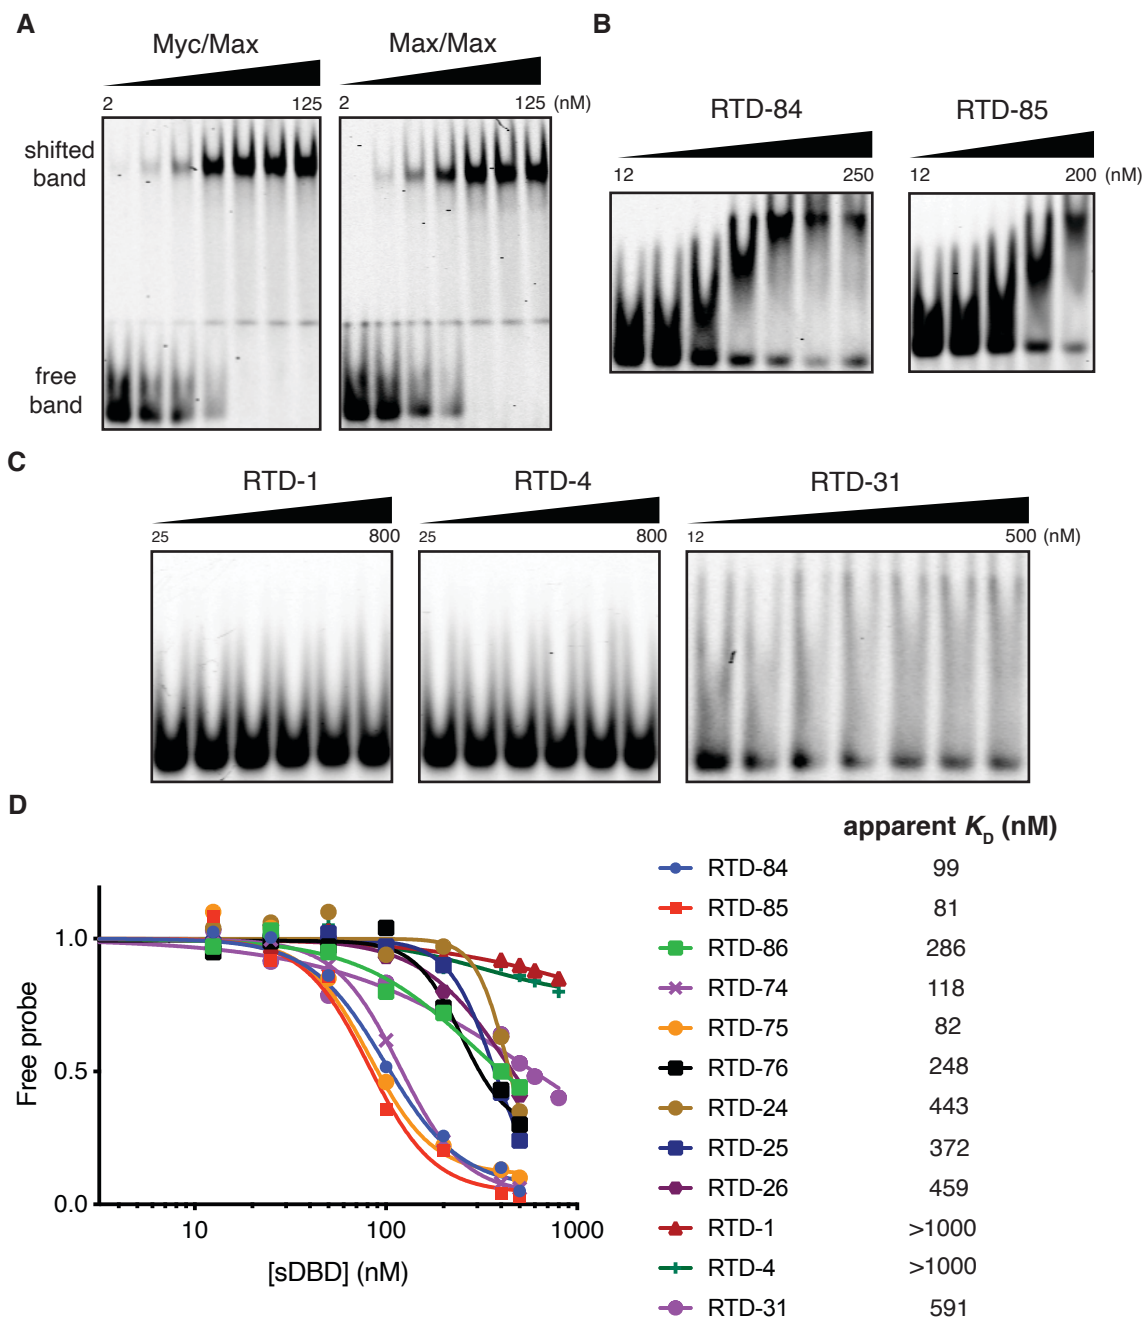 A
Myc/Max
Max/Max
2 125 2 125 (nM)
shifted
band
free
band
B
RTD-84
RTD-85
12 250 12 200 (nM)
C
RTD-1
RTD-4
RTD-31
25 800 25 800 12 500 (nM)
D
apparent KD (nM)
RTD-84 99
RTD-85 81
RTD-86 286
RTD-74 118
RTD-75 82
RTD-76 248
RTD-24 443
RTD-25 372
RTD-26 459
RTD-1 >1000
RTD-4 >1000
RTD-31 591
Free probe
1.0
0.5
0.0
10 100 1000
[sDBD] (nM)